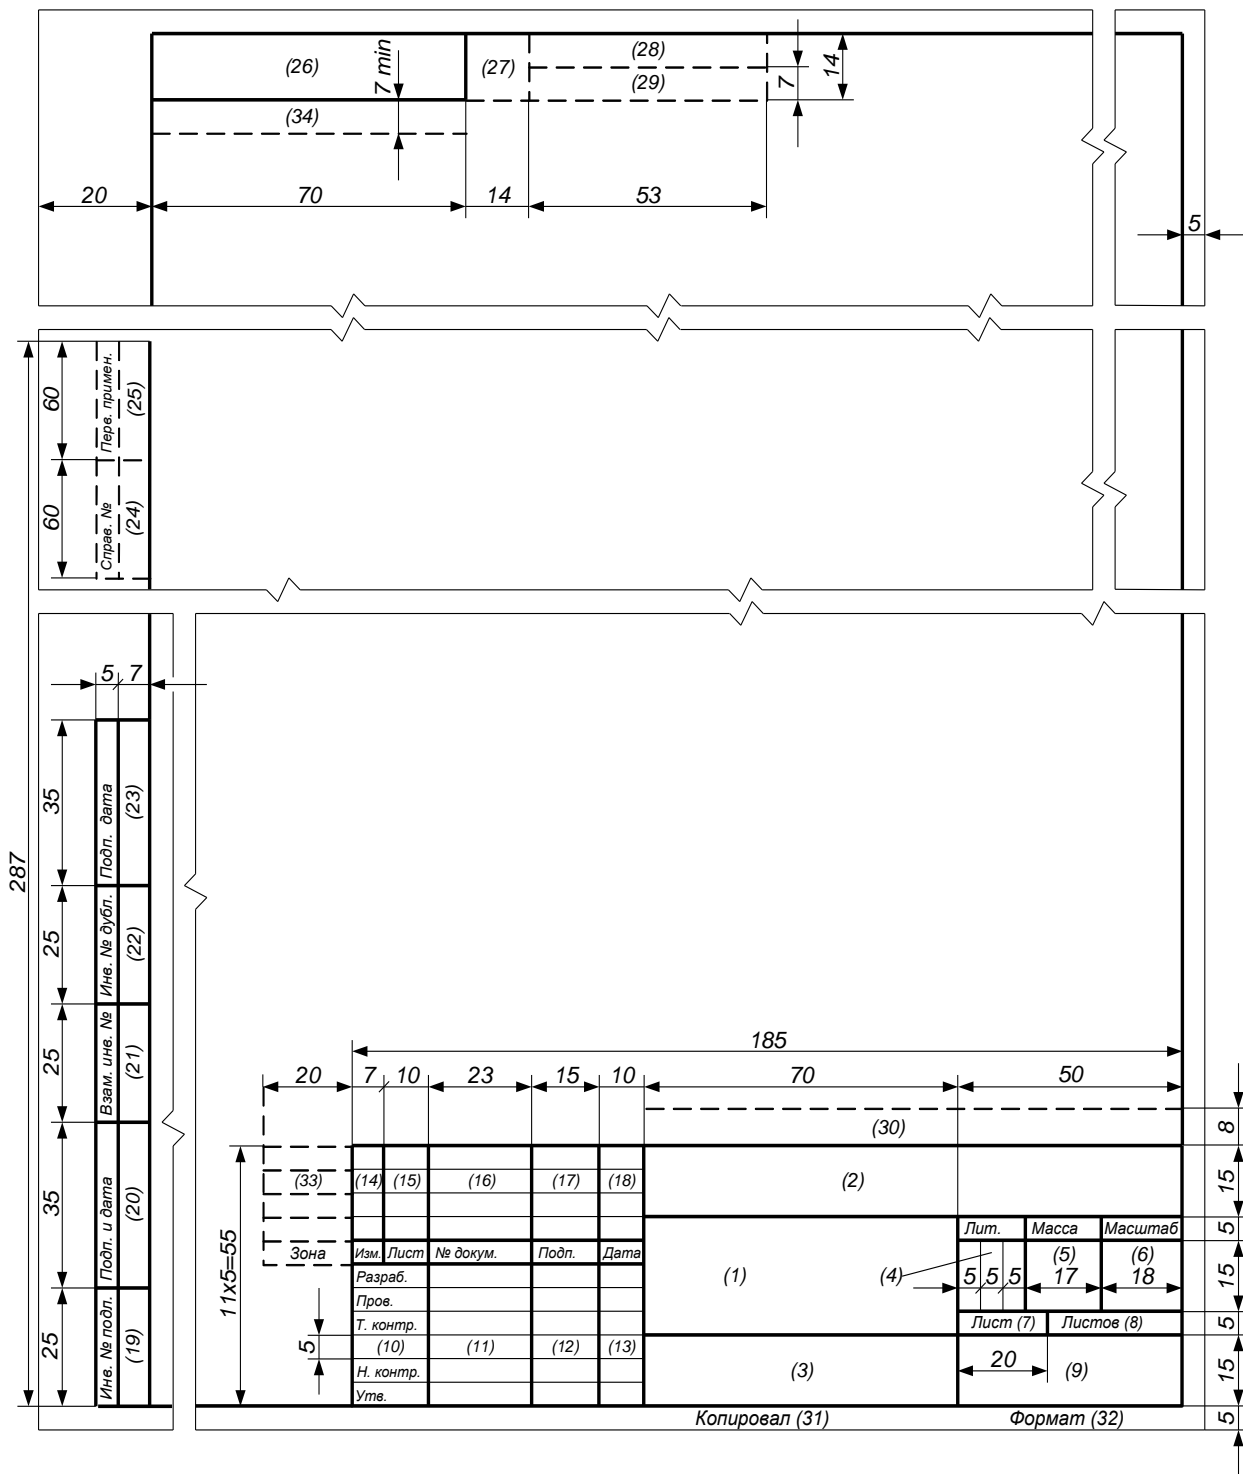 (26)
7 min
(27)
(28)
(29)
7
14
(34)
20
70
14
53
5
287
60
Перв. примен.
(25)
60
Справ. №
(24)
5
7
35
Подп. дата
(23)
25
Инв. № дубл.
(22)
25
Взам. инв. №
(21)
35
Подп. и дата
(20)
25
Инв. № подл.
(19)
185
20
7
10
23
15
10
70
50
(30)
8
11x5=55
(33)
(14)
(15)
(16)
(17)
(18)
(2)
15
Зона
Изм.
Лист
№ докум.
Подп.
Дата
Лит.
Масса
Масштаб
5
Разраб.
Пров.
Т. контр.
(1)
(4)
5
5
5
(5)
17
(6)
18
15
Лист (7)
Листов (8)
5
5
(10)
(11)
(12)
(13)
Н. контр.
Утв.
(3)
20
(9)
15
Копировал (31)
Формат (32)
5